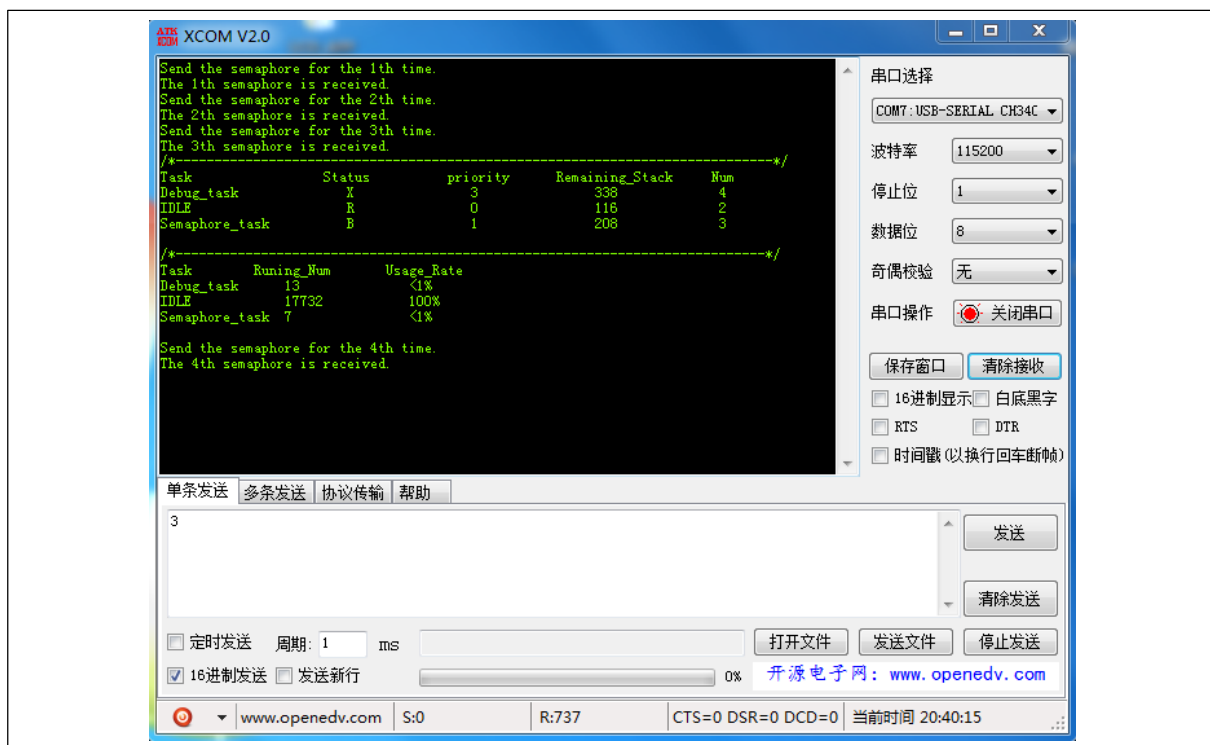 ATK XCOM XCOM V2.0
Send the semaphore for the 1th time.
The 1th semaphore is received.
Send the semaphore for the 2th time.
The 2th semaphore is received.
Send the semaphore for the 3th time.
The 3th semaphore is received.
/*---------------------------------------------------------------------------*/
Task Status priority Remaining_Stack Num
Debug_task X 3 338 4
IDLE R 0 116 2
Semaphore_task B 1 208 3
/*--------------------------------------------------------------------------*/
Task Runing_Num Usage_Rate
Debug_task 13 <1%
IDLE 17732 100%
Semaphore_task 7 <1%
Send the semaphore for the 4th time.
The 4th semaphore is received.
串口选择
COM7:USB-SERIAL CH34C
波特率 115200
停止位 1
数据位 8
奇偶校验 无
串口操作 关闭串口
保存窗口 清除接收
16进制显示 白底黑字
RTS DTR
时间戳(以换行回车断帧)
单条发送 多条发送 协议传输 帮助
3
发送
清除发送
定时发送 周期: 1 ms 打开文件 发送文件 停止发送
16进制发送 发送新行 0% 开源电子网: www.openedv.com
www.openedv.com S:0 R:737 CTS=0 DSR=0 DCD=0 当前时间 20:40:15